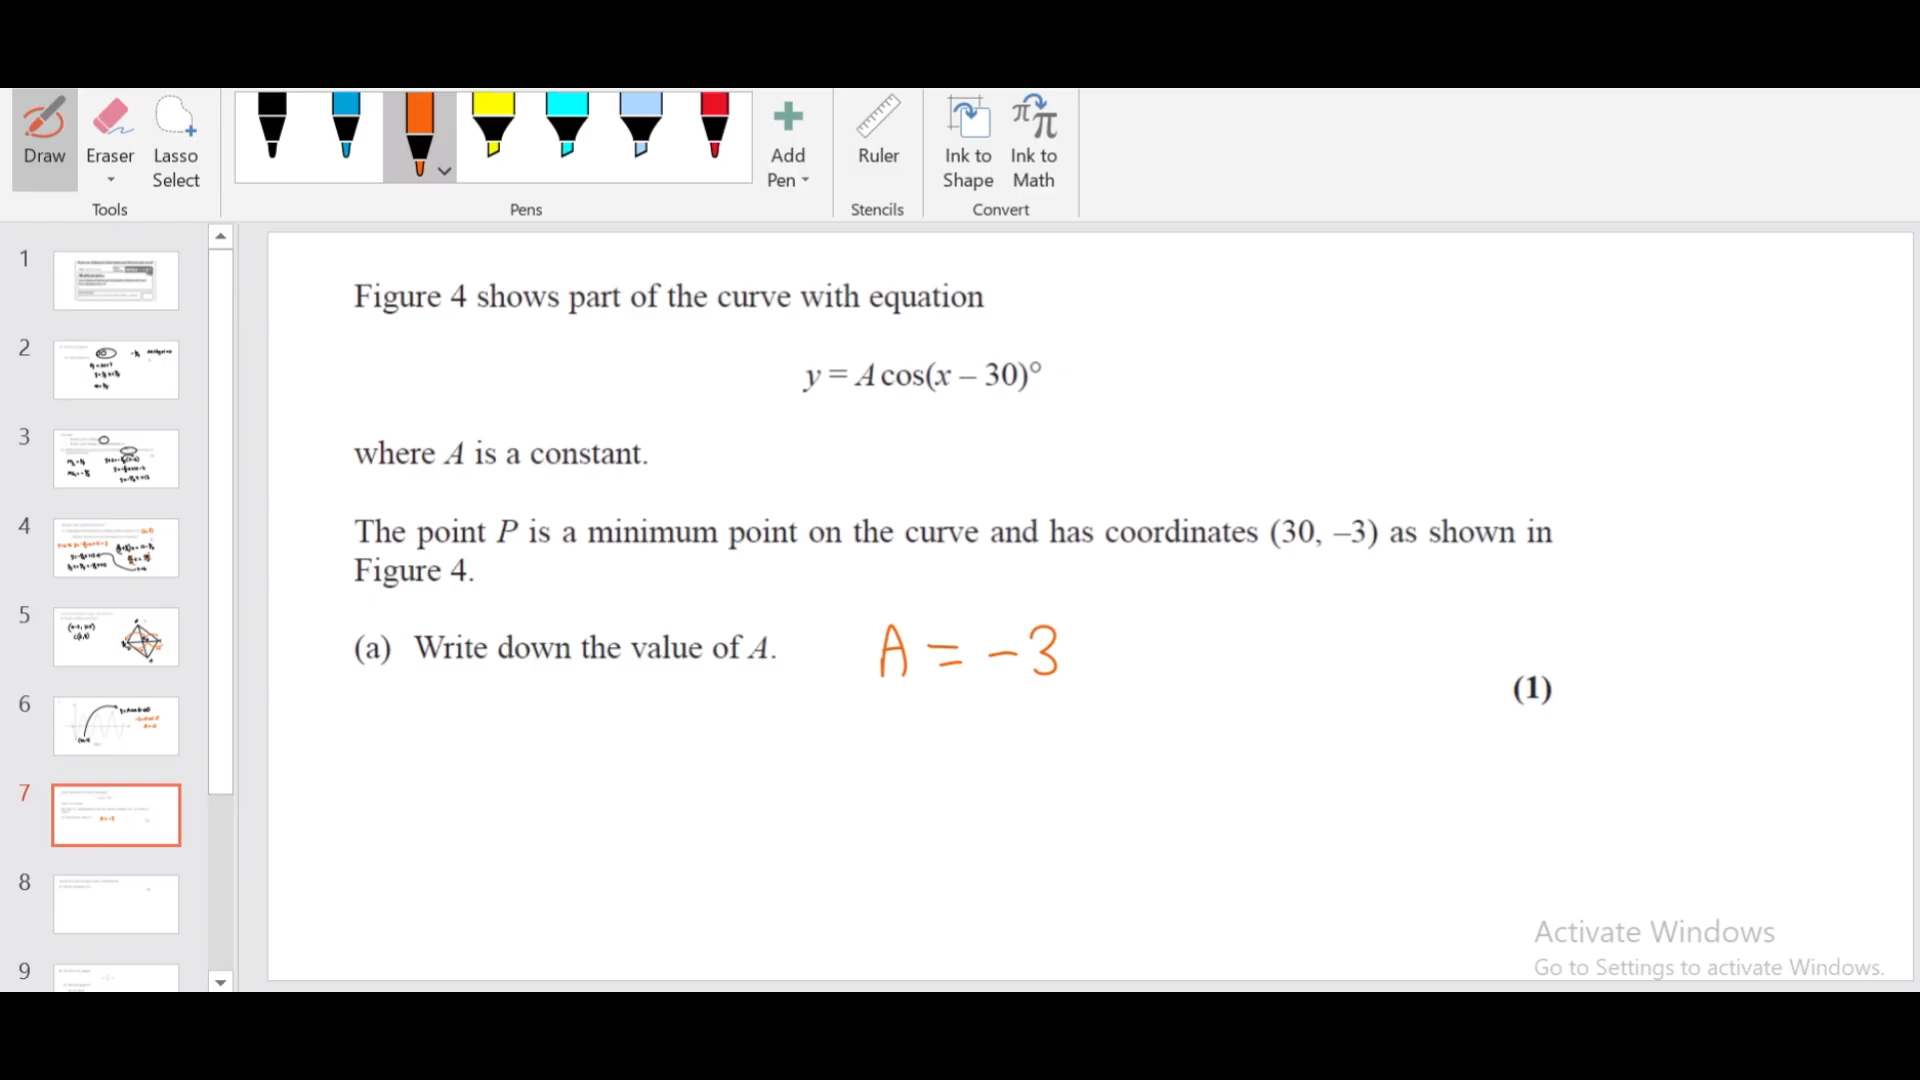 Draw
Eraser
Lasso
Select
Tools
Pens
Add
Pen
Ruler
Stencils
Ink to
Shape
Ink to
Math
Convert
1
2
3
4
5
6
7
8
9
Figure 4 shows part of the curve with equation
y = A cos(x – 30)°
where A is a constant.
The point P is a minimum point on the curve and has coordinates (30, –3) as shown in
Figure 4.
(a) Write down the value of A.
A = -3
(1)
Activate Windows
Go to Settings to activate Windows.